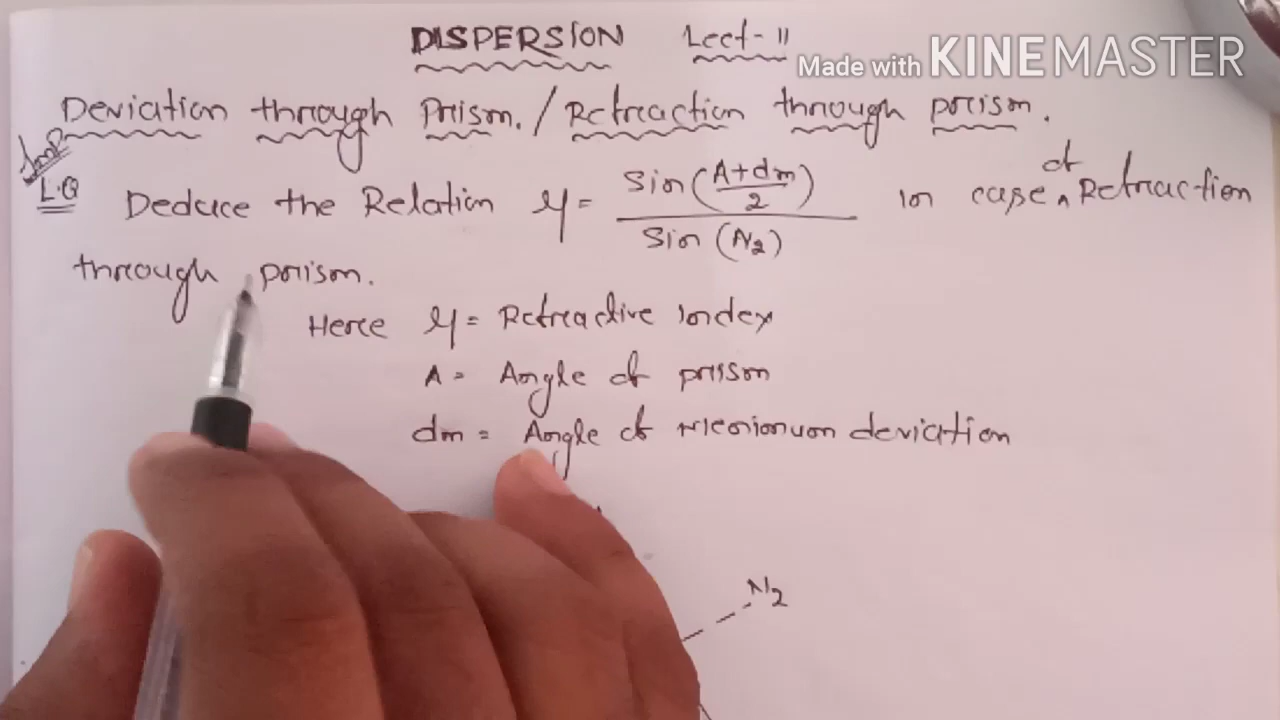 DISPERSION Lect-11
Made with KINEMASTER
Deviation through Prism. / Refraction through prism.
Imp
L.Q Deduce the Relation μ = Sin(A+dm/2) / Sin(A/2) in case of Refraction
through prism.
Here μ = Refractive index
A = Angle of prism
dm = Angle of minimum deviation
N2